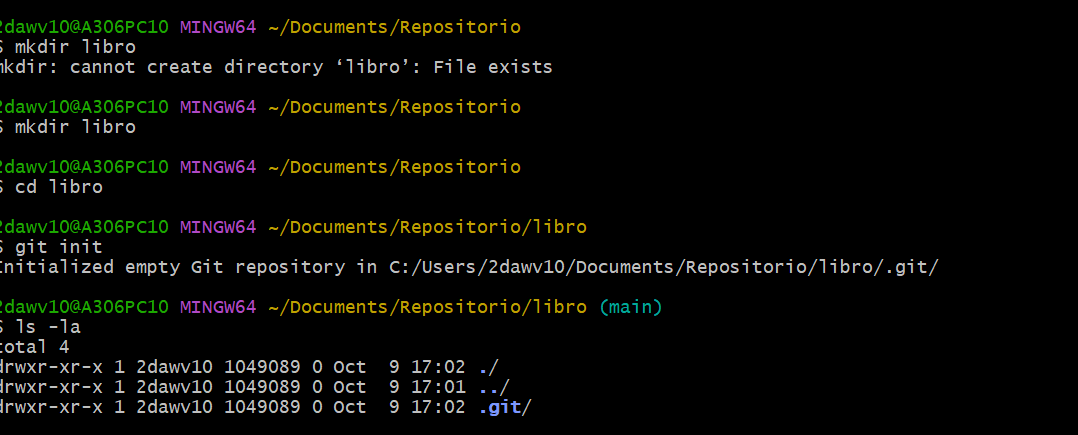 2dawv10@A306PC10 MINGW64 ~/Documents/Repositorio
$ mkdir libro
mkdir: cannot create directory ‘libro’: File exists
2dawv10@A306PC10 MINGW64 ~/Documents/Repositorio
$ mkdir libro
2dawv10@A306PC10 MINGW64 ~/Documents/Repositorio
$ cd libro
2dawv10@A306PC10 MINGW64 ~/Documents/Repositorio/libro
$ git init
Initialized empty Git repository in C:/Users/2dawv10/Documents/Repositorio/libro/.git/
2dawv10@A306PC10 MINGW64 ~/Documents/Repositorio/libro (main)
$ ls -la
total 4
drwxr-xr-x 1 2dawv10 1049089 0 Oct  9 17:02 ./
drwxr-xr-x 1 2dawv10 1049089 0 Oct  9 17:01 ../
drwxr-xr-x 1 2dawv10 1049089 0 Oct  9 17:02 .git/